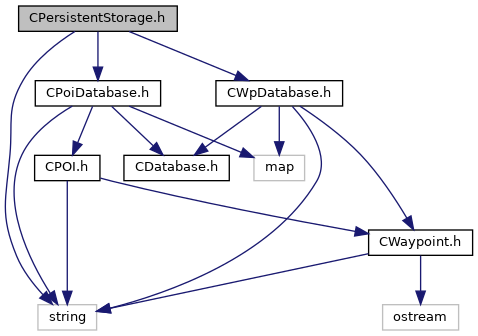 CPersistentStorage.h
CPoiDatabase.h
CWpDatabase.h
CPOI.h
CDatabase.h
map
CWaypoint.h
string
ostream